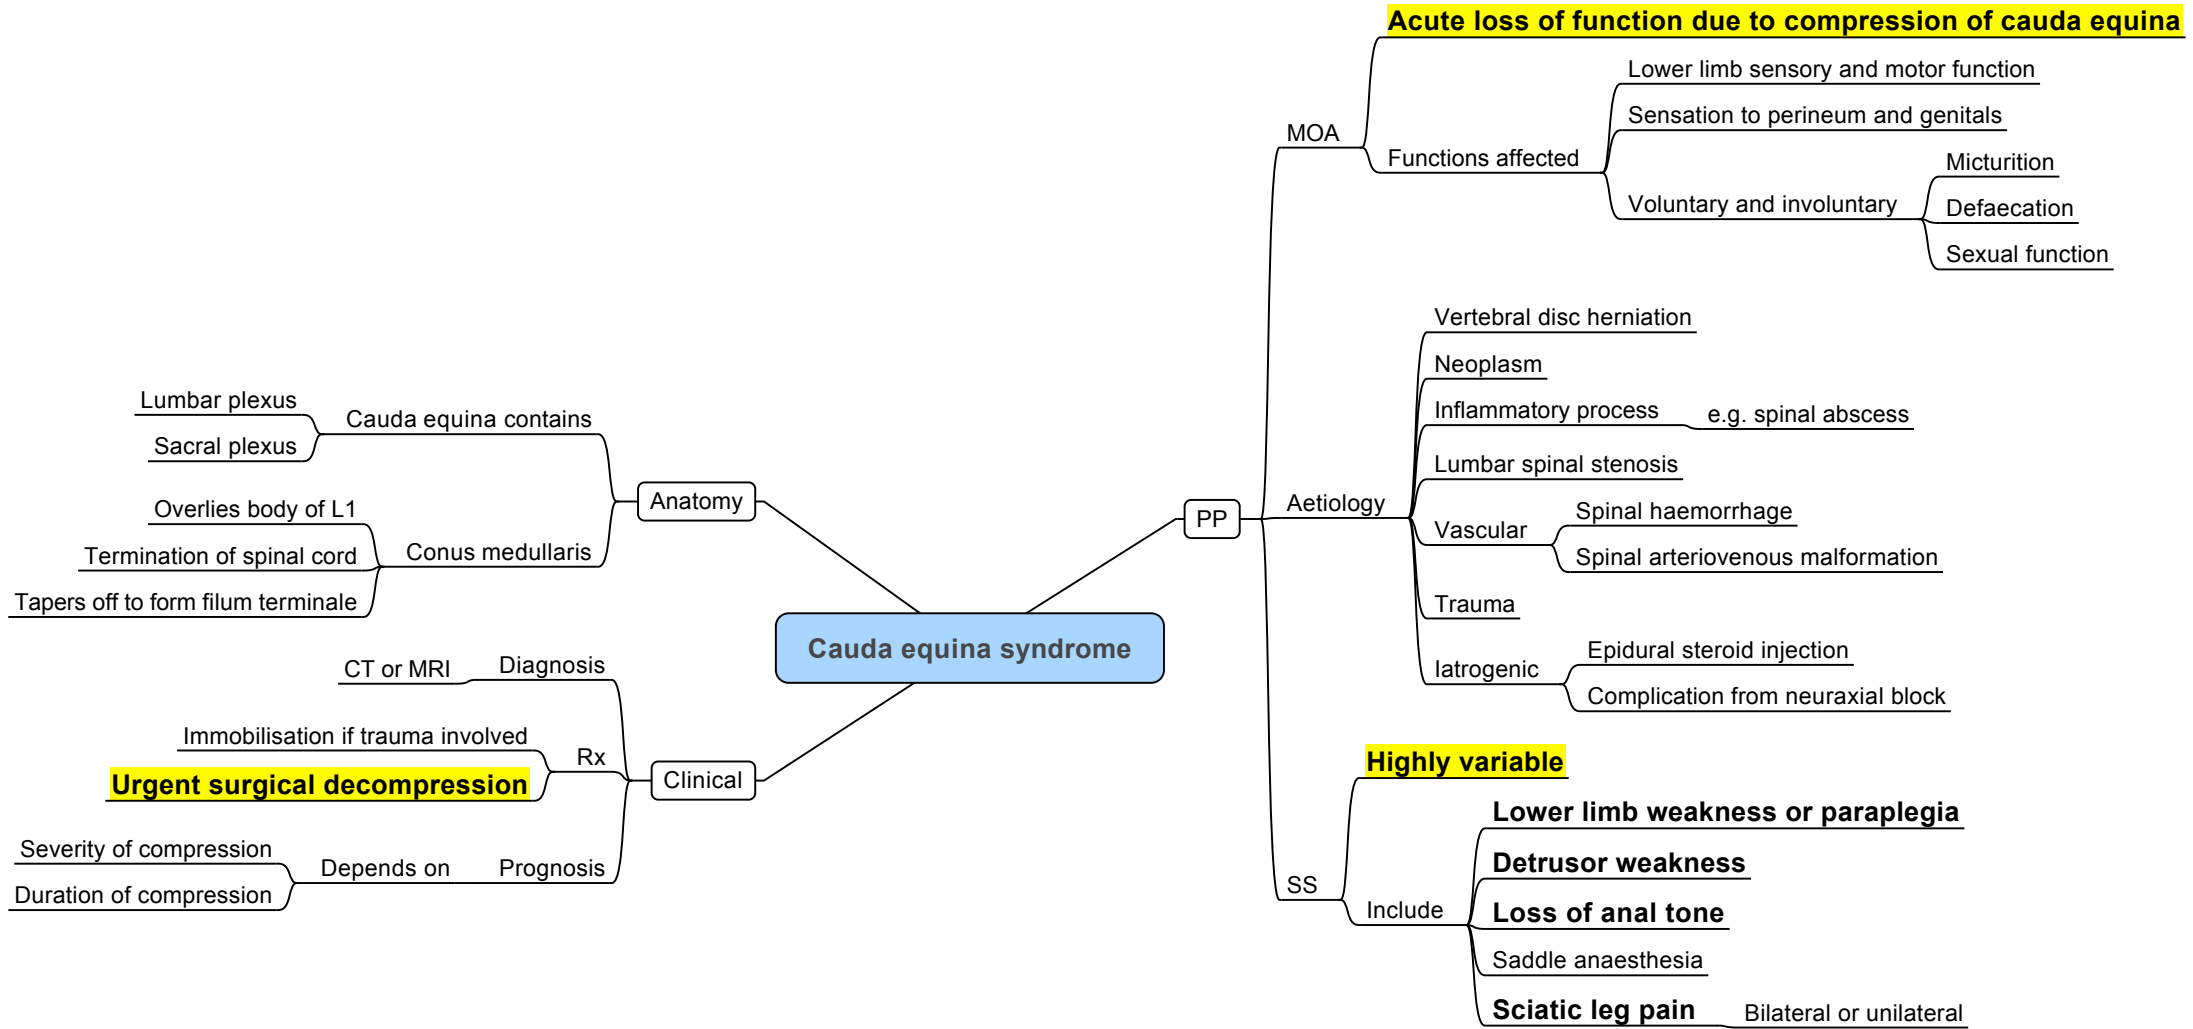 Cauda equina syndrome
Anatomy
Cauda equina contains
Lumbar plexus
Sacral plexus
Conus medullaris
Overlies body of L1
Termination of spinal cord
Tapers off to form filum terminale
Clinical
Diagnosis
CT or MRI
Rx
Immobilisation if trauma involved
Urgent surgical decompression
Prognosis
Depends on
Severity of compression
Duration of compression
PP
MOA
Acute loss of function due to compression of cauda equina
Functions affected
Lower limb sensory and motor function
Sensation to perineum and genitals
Voluntary and involuntary
Micturition
Defaecation
Sexual function
Aetiology
Vertebral disc herniation
Neoplasm
Inflammatory process
e.g. spinal abscess
Lumbar spinal stenosis
Vascular
Spinal haemorrhage
Spinal arteriovenous malformation
Trauma
Iatrogenic
Epidural steroid injection
Complication from neuraxial block
SS
Highly variable
Include
Lower limb weakness or paraplegia
Detrusor weakness
Loss of anal tone
Saddle anaesthesia
Sciatic leg pain
Bilateral or unilateral